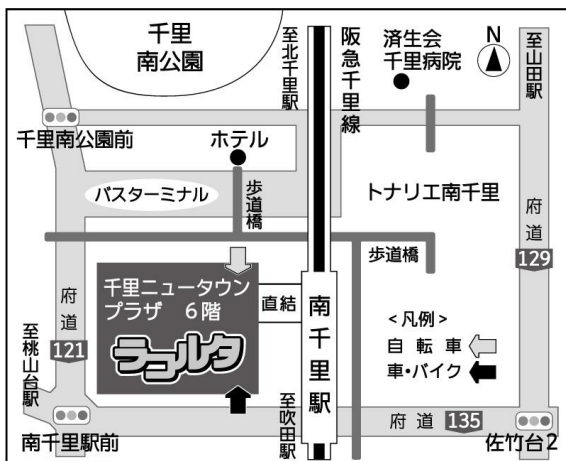 千里
南公園
至北千里駅
阪急千里線
済生会
千里病院
N
至山田駅
千里南公園前
ホテル
バスターミナル
歩道橋
トナリエ南千里
府道
129
歩道橋
千里ニュータウン
プラザ 6階
ラコルタ
直結
南千里駅
<凡例>
自転車
車・バイク
府道
121
至桃山台駅
至吹田駅
南千里駅前
府道 135
佐竹台2